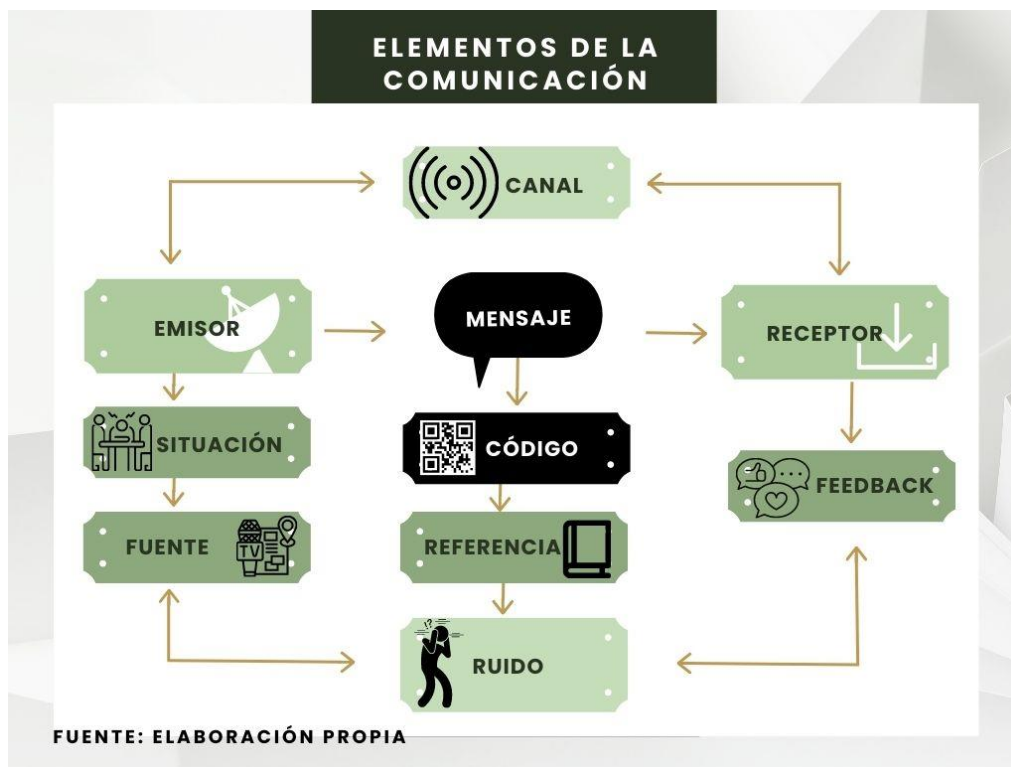 ELEMENTOS DE LA
COMUNICACIÓN
CANAL
EMISOR
MENSAJE
RECEPTOR
SITUACIÓN
CÓDIGO
FEEDBACK
FUENTE
TV
REFERENCIA
!?
RUIDO
FUENTE: ELABORACIÓN PROPIA